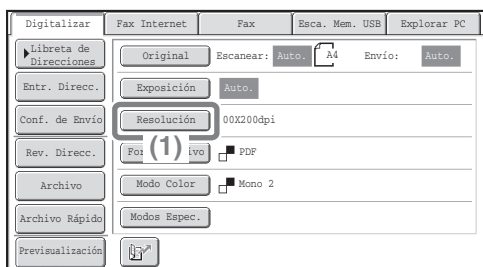 Digitalizar Fax Internet Fax Esca. Mem. USB Explorar PC
Libreta de
Direcciones
Original Escanear: Auto. A4 Envío: Auto.
Entr. Direcc. Exposición Auto.
Conf. de Envío Resolución 00X200dpi
Rev. Direcc. (1) PDF
Archivo Modo Color Mono 2
Archivo Rápido Modos Espec.
Previsualización